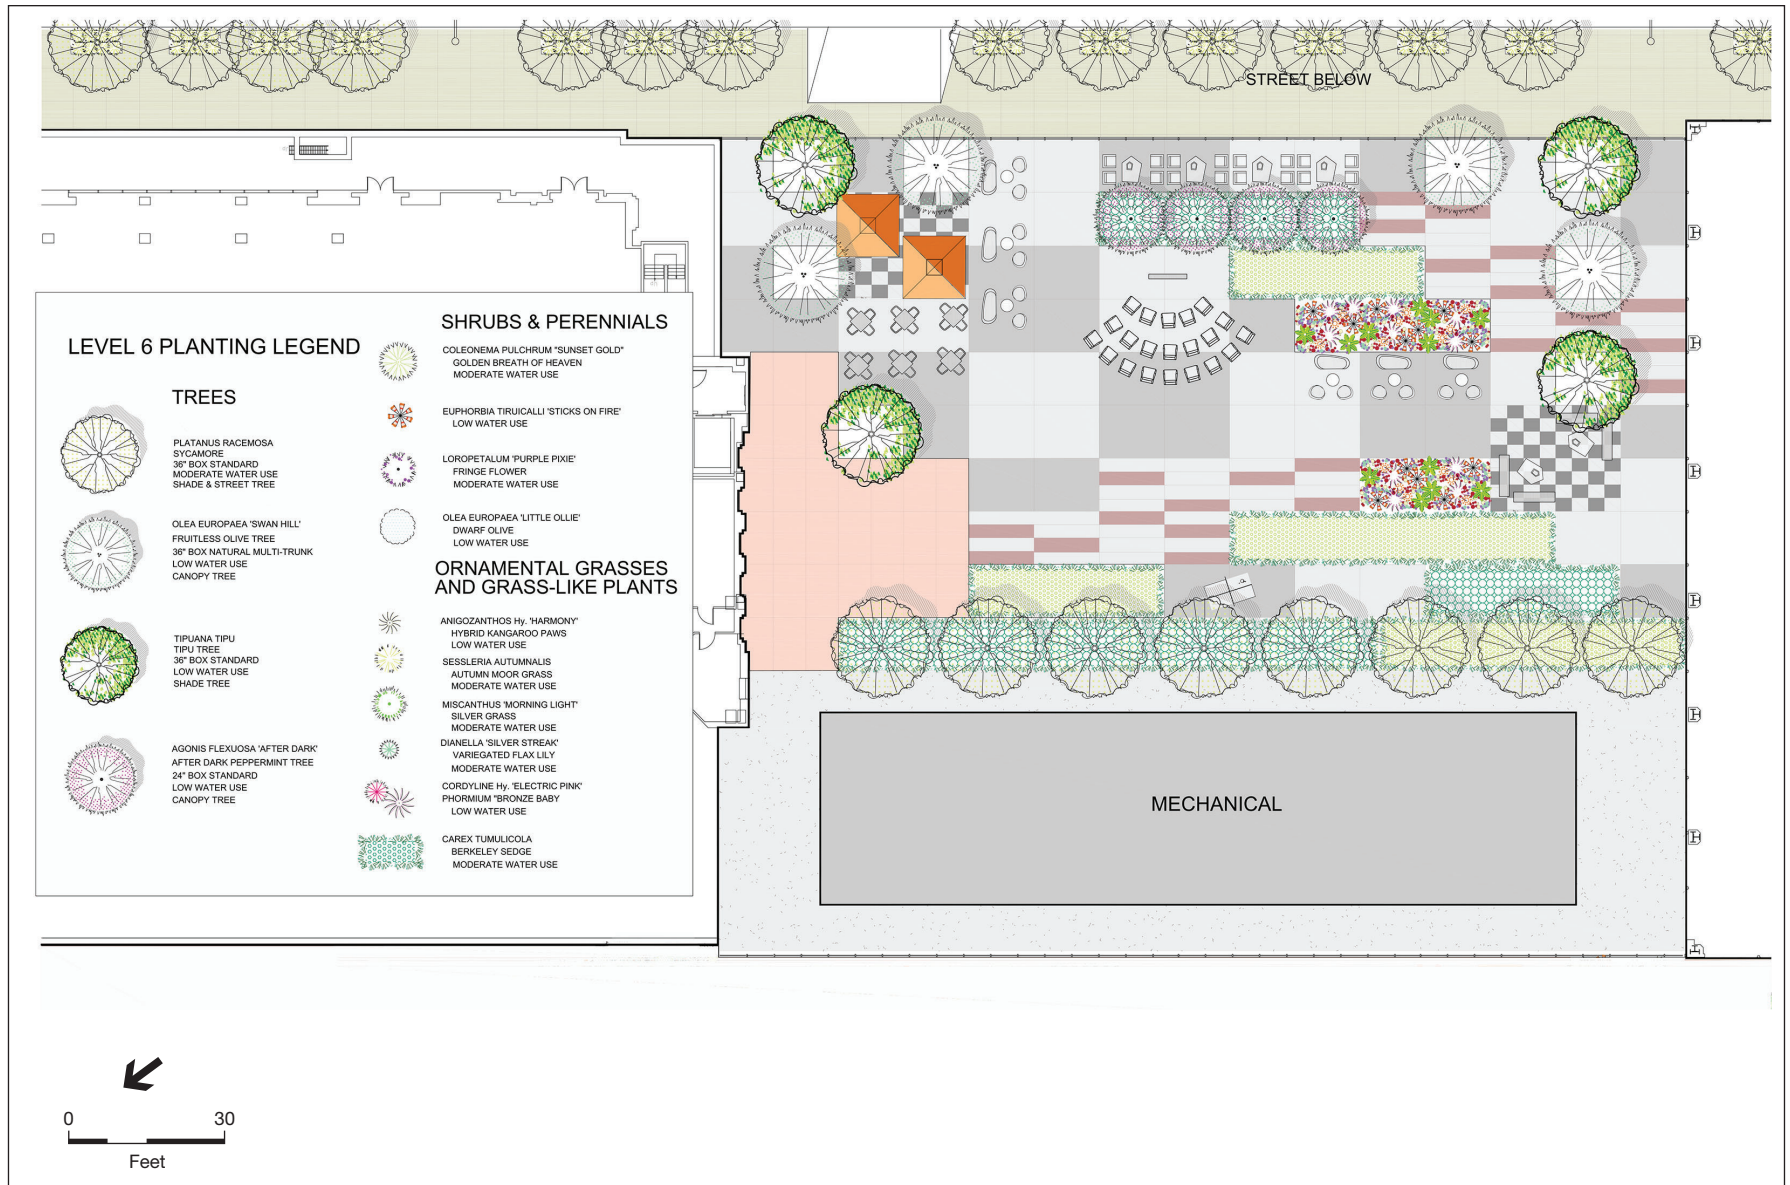 STREET BELOW
LEVEL 6 PLANTING LEGEND
TREES
PLATANUS RACEMOSA
SYCAMORE
36" BOX STANDARD
MODERATE WATER USE
SHADE & STREET TREE
OLEA EUROPAEA 'SWAN HILL'
FRUITLESS OLIVE TREE
36" BOX NATURAL MULTI-TRUNK
LOW WATER USE
CANOPY TREE
TIPUANA TIPU
TIPU TREE
36" BOX STANDARD
LOW WATER USE
SHADE TREE
AGONIS FLEXUOSA 'AFTER DARK'
AFTER DARK PEPPERMINT TREE
24" BOX STANDARD
LOW WATER USE
CANOPY TREE
SHRUBS & PERENNIALS
COLEONEMA PULCHRUM "SUNSET GOLD"
GOLDEN BREATH OF HEAVEN
MODERATE WATER USE
EUPHORBIA TIRUICALLI 'STICKS ON FIRE'
LOW WATER USE
LOROPETALUM 'PURPLE PIXIE'
FRINGE FLOWER
MODERATE WATER USE
OLEA EUROPAEA 'LITTLE OLLIE'
DWARF OLIVE
LOW WATER USE
ORNAMENTAL GRASSES
AND GRASS-LIKE PLANTS
ANIGOZANTHOS Hy. 'HARMONY'
HYBRID KANGAROO PAWS
LOW WATER USE
SESSLERIA AUTUMNALIS
AUTUMN MOOR GRASS
MODERATE WATER USE
MISCANTHUS 'MORNING LIGHT'
SILVER GRASS
MODERATE WATER USE
DIANELLA 'SILVER STREAK'
VARIEGATED FLAX LILY
MODERATE WATER USE
CORDYLINE Hy. 'ELECTRIC PINK'
PHORMIUM "BRONZE BABY
LOW WATER USE
CAREX TUMULICOLA
BERKELEY SEDGE
MODERATE WATER USE
MECHANICAL
0 30
Feet